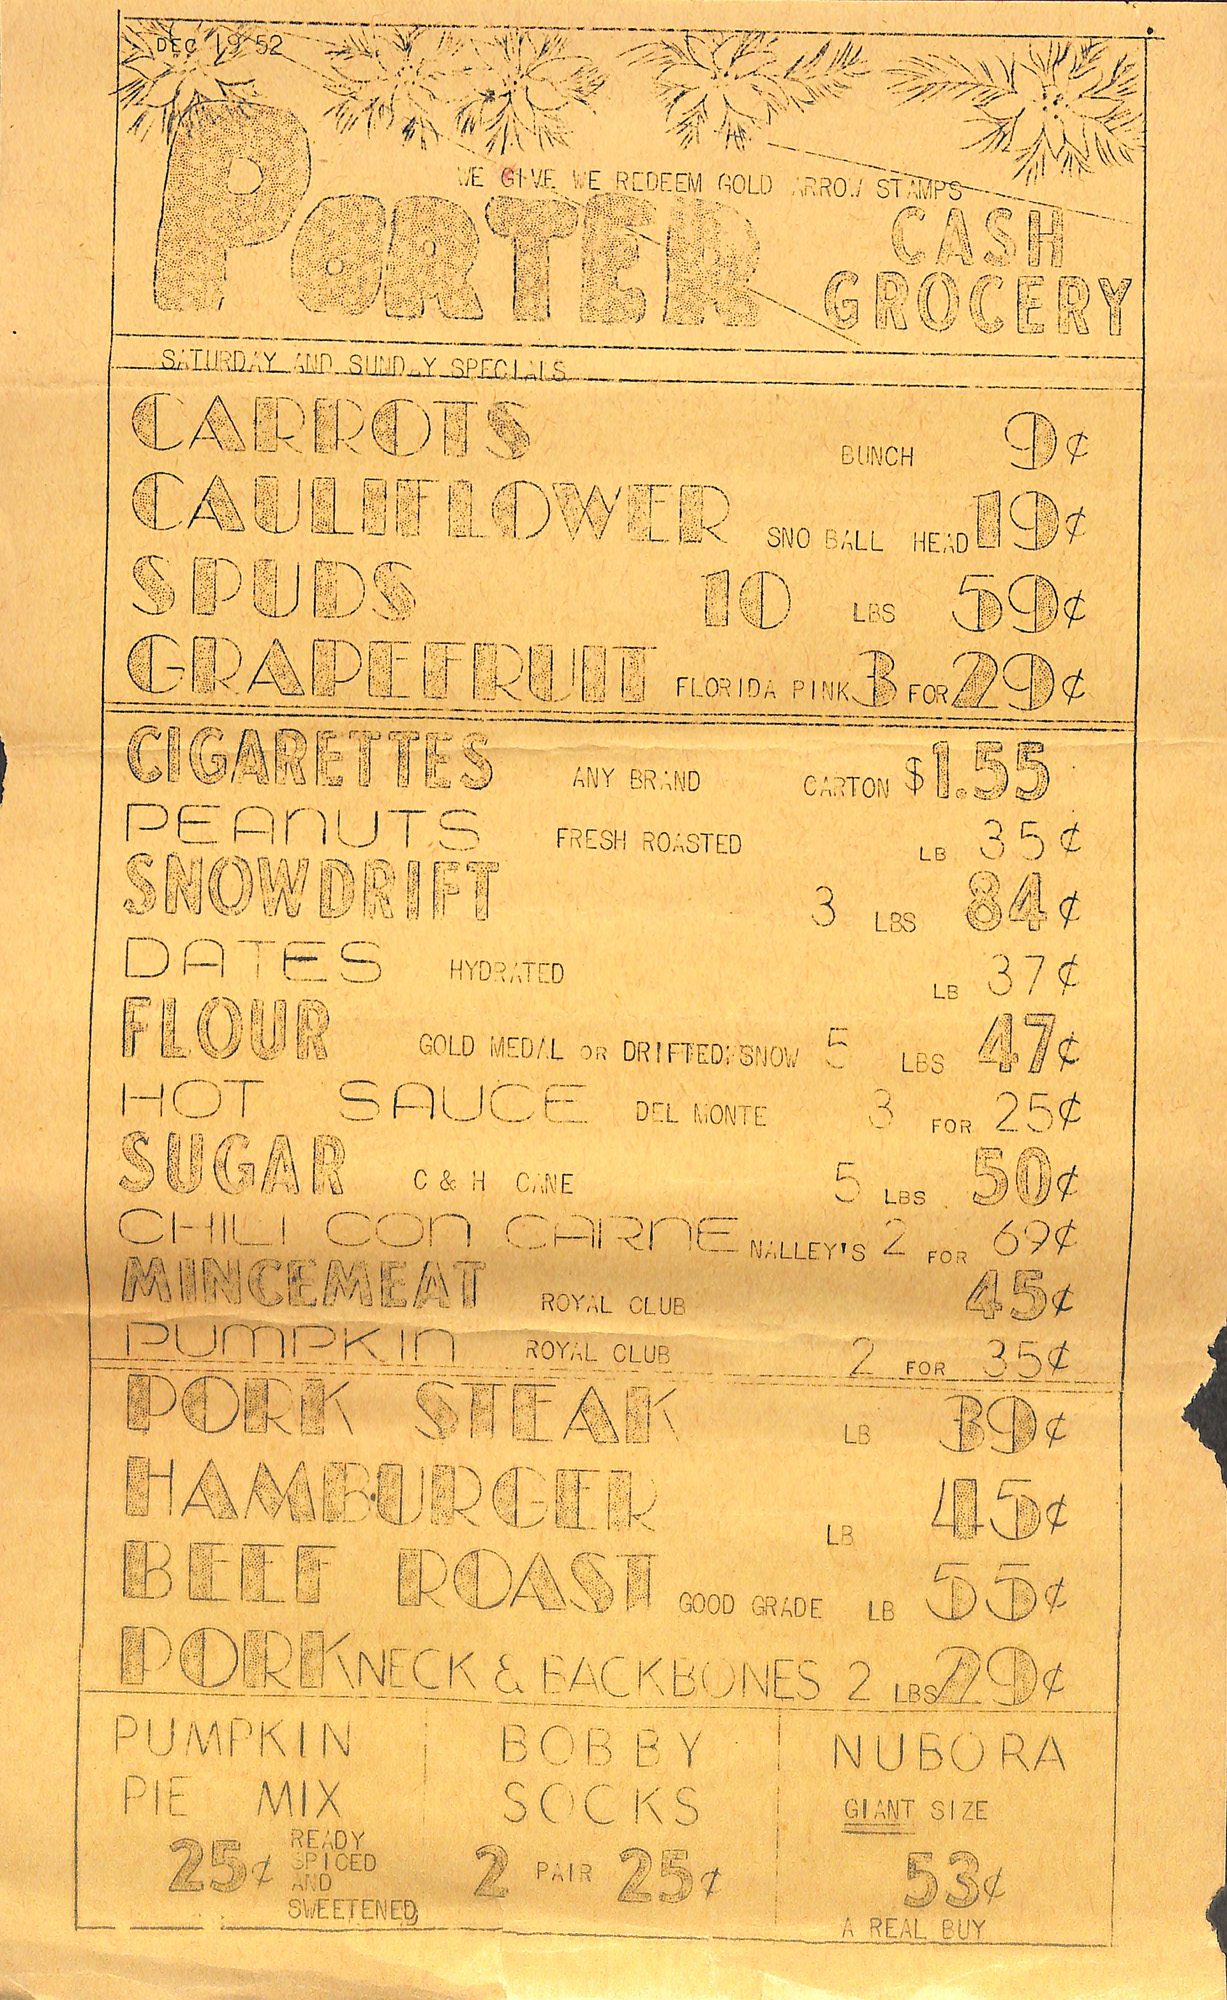 DEC 19 52
WE GIVE WE REDEEM GOLD ARROW STAMPS
PORTER CASH GROCERY
SATURDAY AND SUNDAY SPECIALS
CARROTS BUNCH 9¢
CAULIFLOWER SNO BALL HEAD 19¢
SPUDS 10 LBS 59¢
GRAPEFRUIT FLORIDA PINK 3 FOR 29¢
CIGARETTES ANY BRAND CARTON $1.55
PEANUTS FRESH ROASTED LB 35¢
SNOWDRIFT 3 LBS 84¢
DATES HYDRATED LB 37¢
FLOUR GOLD MEDAL OR DRIFTED SNOW 5 LBS 47¢
HOT SAUCE DEL MONTE 3 FOR 25¢
SUGAR C & H CANE 5 LBS 50¢
CHILI CON CARNE NALLEY'S 2 FOR 69¢
MINCEMEAT ROYAL CLUB 45¢
PUMPKIN ROYAL CLUB 2 FOR 35¢
PORK STEAK LB 39¢
HAMBURGER LB 45¢
BEEF ROAST GOOD GRADE LB 55¢
PORK NECK & BACKBONES 2 LBS 29¢
PUMPKIN
PIE MIX
25¢ READY
SPICED
AND
SWEETENED
BOBBY
SOCKS
2 PAIR 25¢
NUBORA
GIANT SIZE
53¢
A REAL BUY